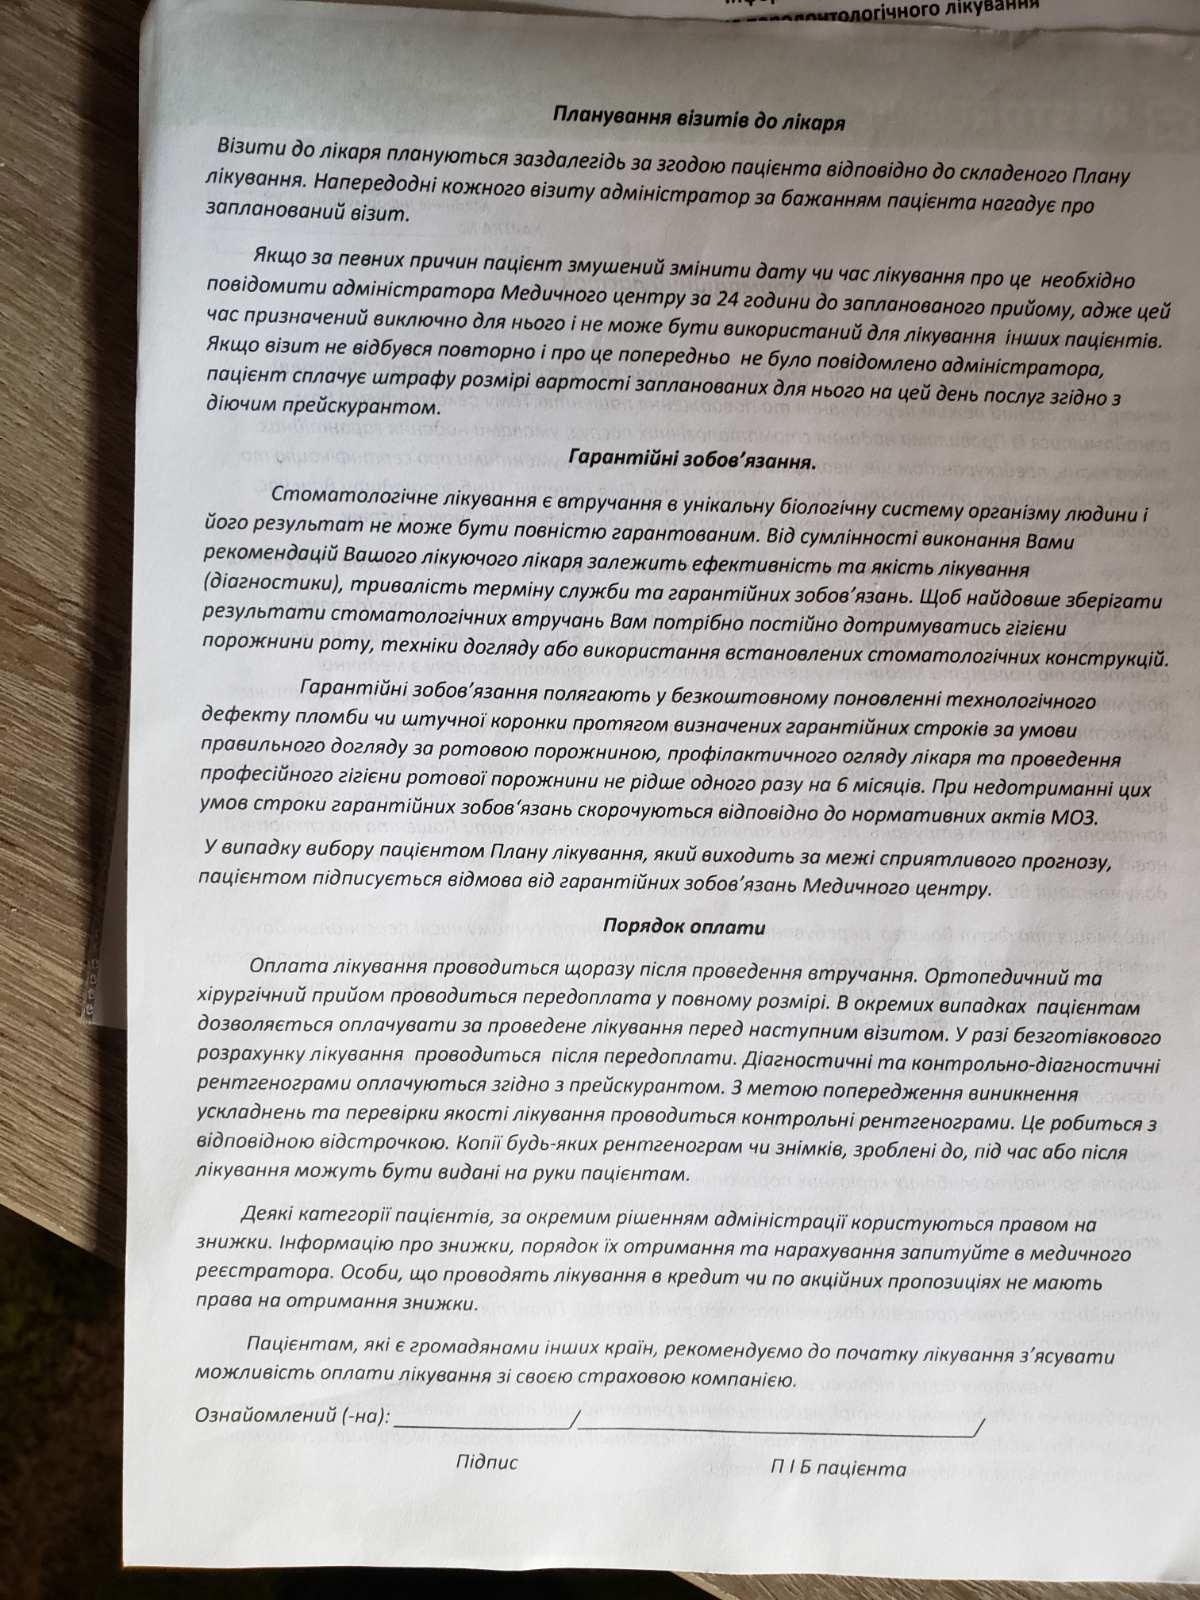 пародонтологічного лікування
Планування візитів до лікаря
Візити до лікаря плануються заздалегідь за згодою пацієнта відповідно до складеного Плану
лікування. Напередодні кожного візиту адміністратор за бажанням пацієнта нагадує про
запланований візит.
Якщо за певних причин пацієнт змушений змінити дату чи час лікування про це необхідно
повідомити адміністратора Медичного центру за 24 години до запланованого прийому, адже цей
час призначений виключно для нього і не може бути використаний для лікування інших пацієнтів.
Якщо візит не відбувся повторно і про це попередньо не було повідомлено адміністратора,
пацієнт сплачує штрафу розмірі вартості запланованих для нього на цей день послуг згідно з
діючим прейскурантом.
Гарантійні зобов’язання.
Стоматологічне лікування є втручання в унікальну біологічну систему організму людини і
його результат не може бути повністю гарантованим. Від сумлінності виконання Вами
рекомендацій Вашого лікуючого лікаря залежить ефективність та якість лікування
(діагностики), тривалість терміну служби та гарантійних зобов’язань. Щоб найдовше зберігати
результати стоматологічних втручань Вам потрібно постійно дотримуватись гігієни
порожнини роту, техніки догляду або використання встановлених стоматологічних конструкцій.
Гарантійні зобов’язання полягають у безкоштовному поновленні технологічного
дефекту пломби чи штучної коронки протягом визначених гарантійних строків за умови
правильного догляду за ротовою порожниною, профілактичного огляду лікаря та проведення
професійного гігієни ротової порожнини не рідше одного разу на 6 місяців. При недотриманні цих
умов строки гарантійних зобов‘язань скорочуються відповідно до нормативних актів МОЗ.
У випадку вибору пацієнтом Плану лікування, який виходить за межі сприятливого прогнозу,
пацієнтом підписується відмова від гарантійних зобов’язань Медичного центру.
Порядок оплати
Оплата лікування проводиться щоразу після проведення втручання. Ортопедичний та
хірургічний прийом проводиться передоплата у повному розмірі. В окремих випадках пацієнтам
дозволяється оплачувати за проведене лікування перед наступним візитом. У разі безготівкового
розрахунку лікування проводиться після передоплати. Діагностичні та контрольно-діагностичні
рентгенограми оплачуються згідно з прейскурантом. З метою попередження виникнення
ускладнень та перевірки якості лікування проводиться контрольні рентгенограми. Це робиться з
відповідною відстрочкою. Копії будь-яких рентгенограм чи знімків, зроблені до, під час або після
лікування можуть бути видані на руки пацієнтам.
Деякі категорії пацієнтів, за окремим рішенням адміністрації користуються правом на
знижки. Інформацію про знижки, порядок їх отримання та нарахування запитуйте в медичного
реєстратора. Особи, що проводять лікування в кредит чи по акційних пропозиціях не мають
права на отримання знижки.
Пацієнтам, які є громадянами інших країн, рекомендуємо до початку лікування з’ясувати
можливість оплати лікування зі своєю страховою компанією.
Ознайомлений (-на): _______________/_________________________________/
Підпис П І Б пацієнта